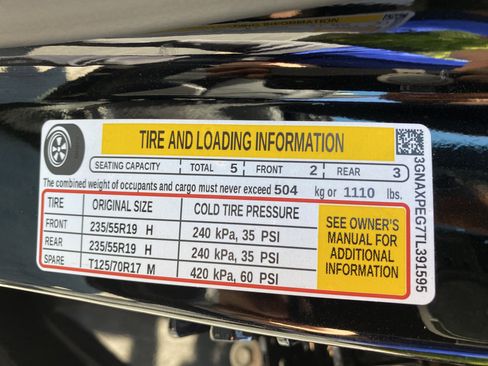 TIRE AND LOADING INFORMATION
SEATING CAPACITY TOTAL 5 FRONT 2 REAR 3
The combined weight of occupants and cargo must never exceed 504 kg or 1110 lbs.
TIRE ORIGINAL SIZE COLD TIRE PRESSURE
FRONT 235/55R19 H 240 kPa, 35 PSI
REAR 235/55R19 H 240 kPa, 35 PSI
SPARE T125/70R17 M 420 kPa, 60 PSI
SEE OWNER'S
MANUAL FOR
ADDITIONAL
INFORMATION
3GNAXPEG7TL391595